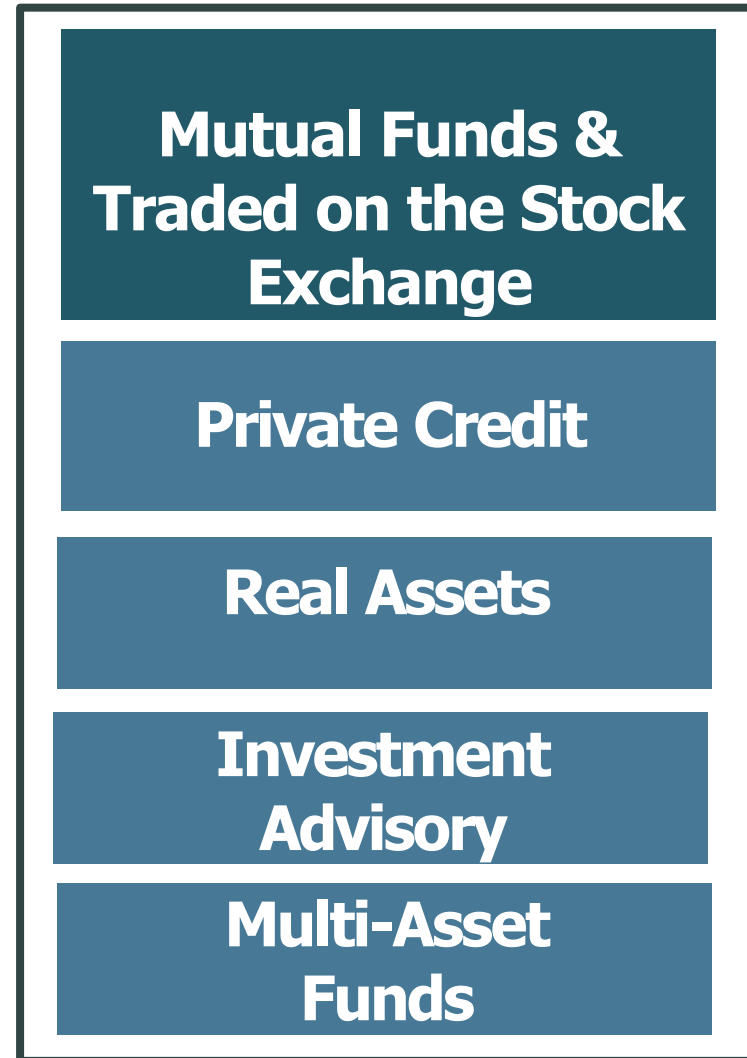 Mutual Funds &
Traded on the Stock
Exchange
Private Credit
Real Assets
Investment
Advisory
Multi-Asset
Funds